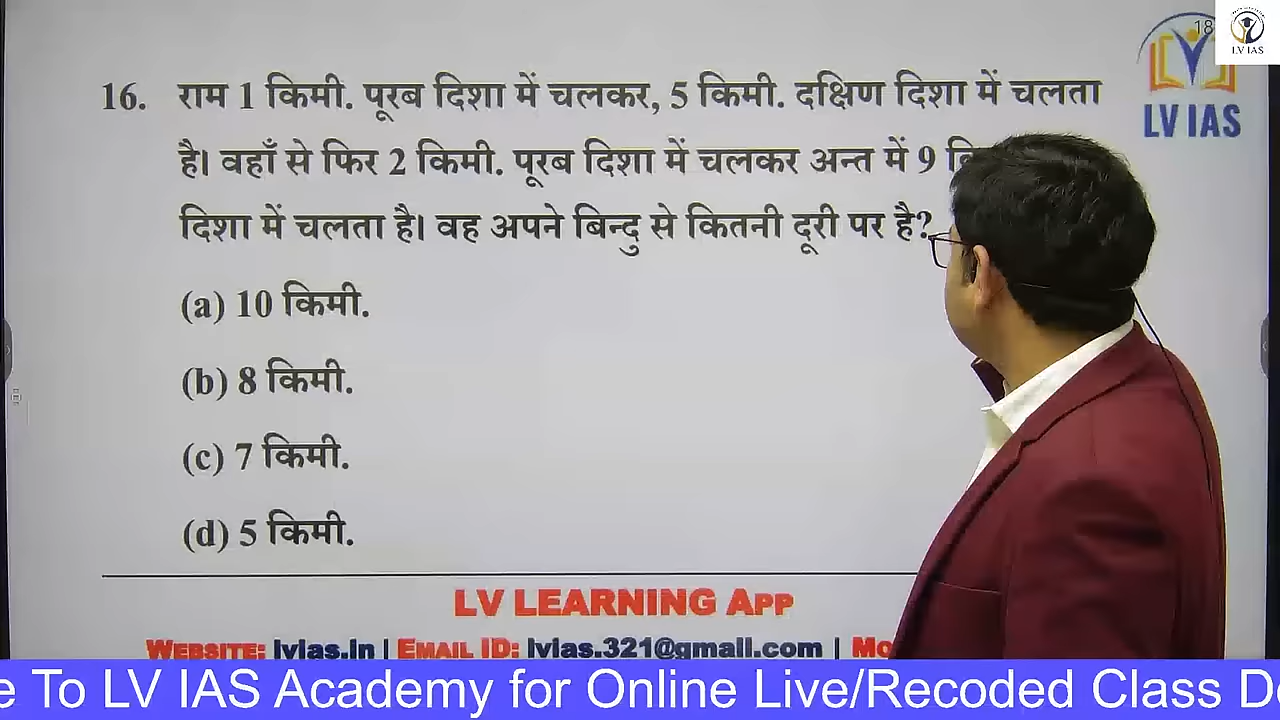 18
LV IAS
LV IAS
16. राम 1 किमी. पूरब दिशा में चलकर, 5 किमी. दक्षिण दिशा में चलता
है। वहाँ से फिर 2 किमी. पूरब दिशा में चलकर अन्त में 9
दिशा में चलता है। वह अपने बिन्दु से कितनी दूरी पर है?
(a) 10 किमी.
(b) 8 किमी.
(c) 7 किमी.
(d) 5 किमी.
LV LEARNING APP
WEBSITE: lvias.in | EMAIL ID: lvias.321@gmail.com |
To LV IAS Academy for Online Live/Recoded Class